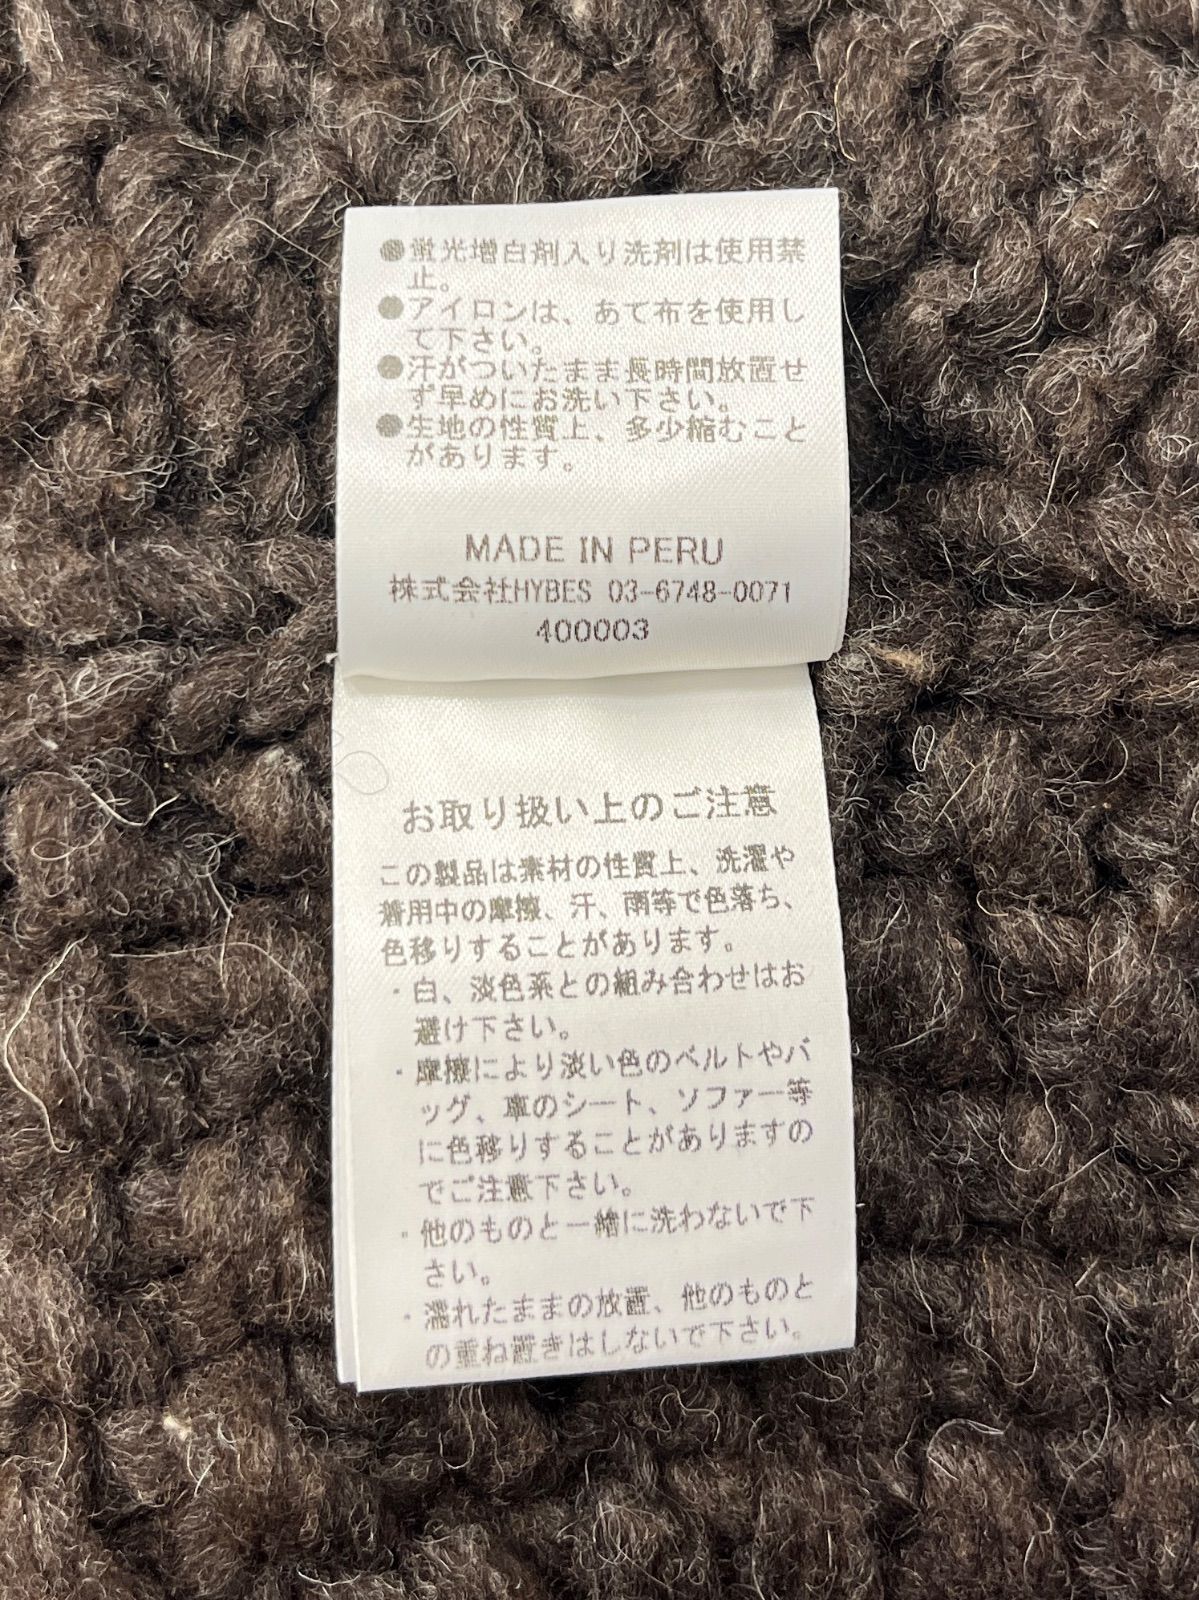 ●蛍光増白剤入り洗剤は使用禁
止。
●アイロンは、あて布を使用し
て下さい。
●汗がついたまま長時間放置せ
ず早めにお洗い下さい。
●生地の性質上、多少縮むこと
があります。
MADE IN PERU
株式会社HYBES 03-6748-0071
400003
お取り扱い上のご注意
この製品は素材の性質上、洗濯や
着用中の摩擦、汗、雨等で色落ち、
色移りすることがあります。
・白、淡色系との組み合わせはお
避け下さい。
・摩擦により淡い色のベルトやバ
ッグ、車のシート、ソファー等
に色移りすることがありますの
でご注意下さい。
・他のものと一緒に洗わないで下
さい。
・濡れたままの放置、他のものと
の重ね置きはしないで下さい。